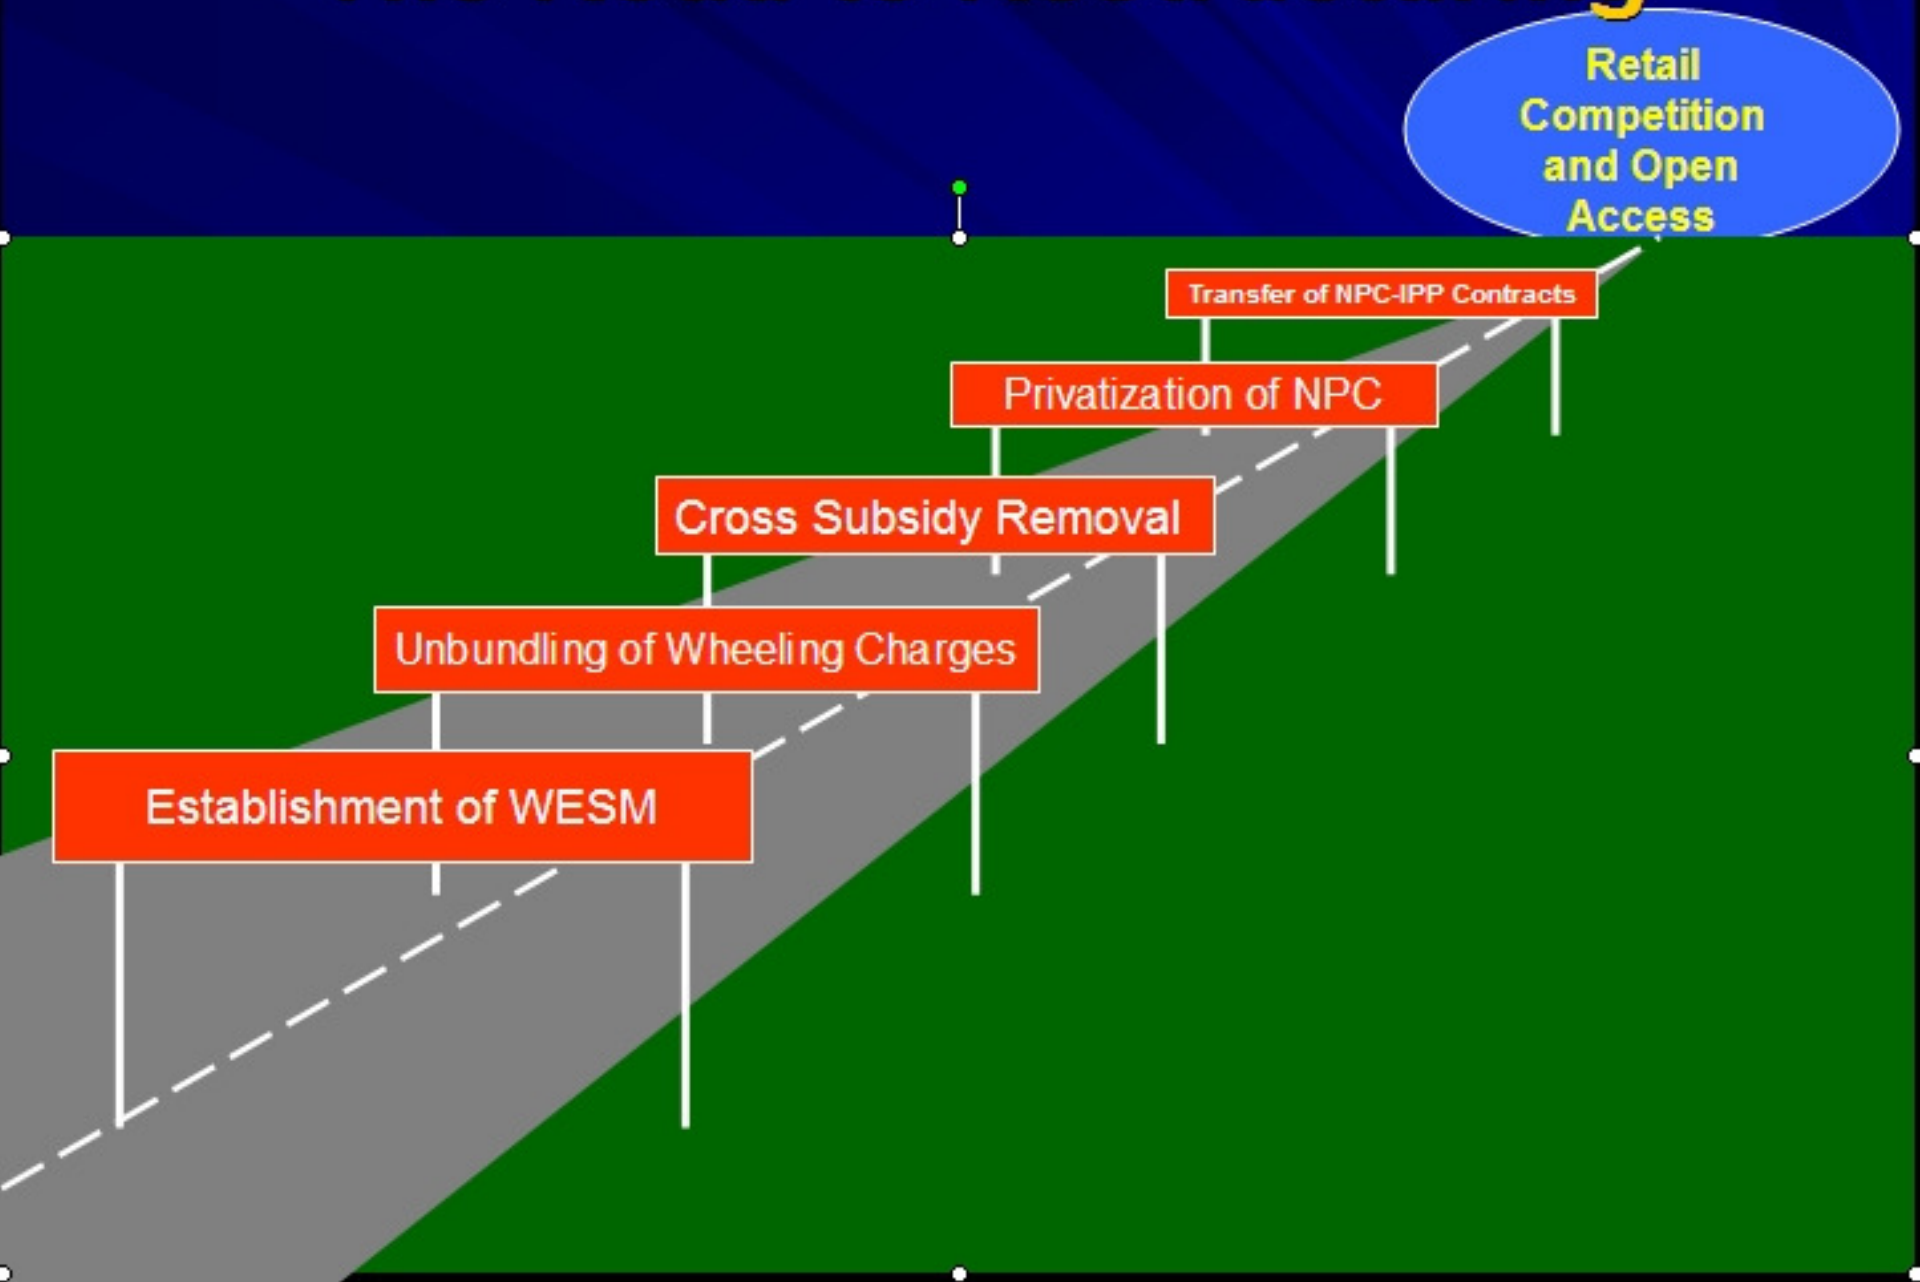 Retail
Competition
and Open
Access
Transfer of NPC-IPP Contracts
Privatization of NPC
Cross Subsidy Removal
Unbundling of Wheeling Charges
Establishment of WESM